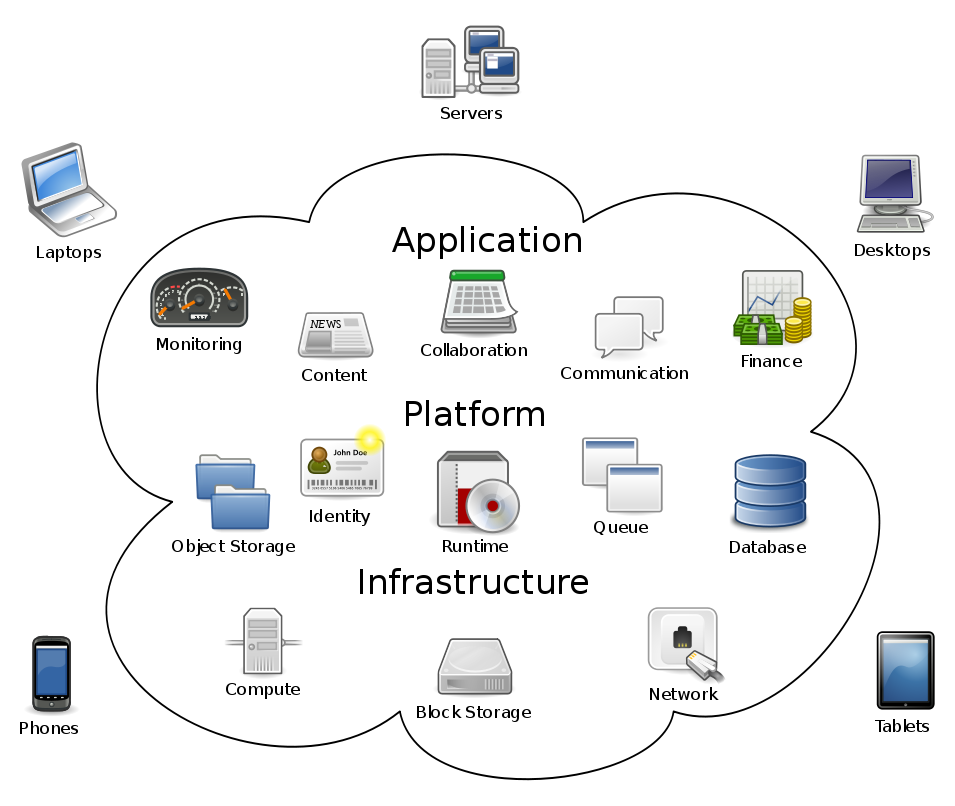 Servers
Laptops
Desktops
Application
Monitoring
NEWS
Content
Collaboration
Communication
Finance
Platform
Object Storage
John Doe
Identity
Runtime
Queue
Database
Infrastructure
Compute
Block Storage
Network
Phones
Tablets